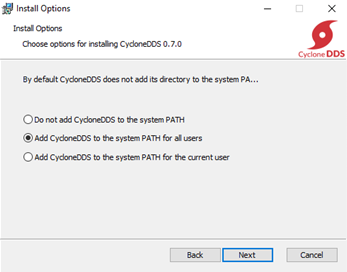 Install Options
Install Options
Choose options for installing CycloneDDS 0.7.0
Cyclone DDS
By default CycloneDDS does not add its directory to the system PA...
Do not add CycloneDDS to the system PATH
Add CycloneDDS to the system PATH for all users
Add CycloneDDS to the system PATH for the current user
Back Next Cancel